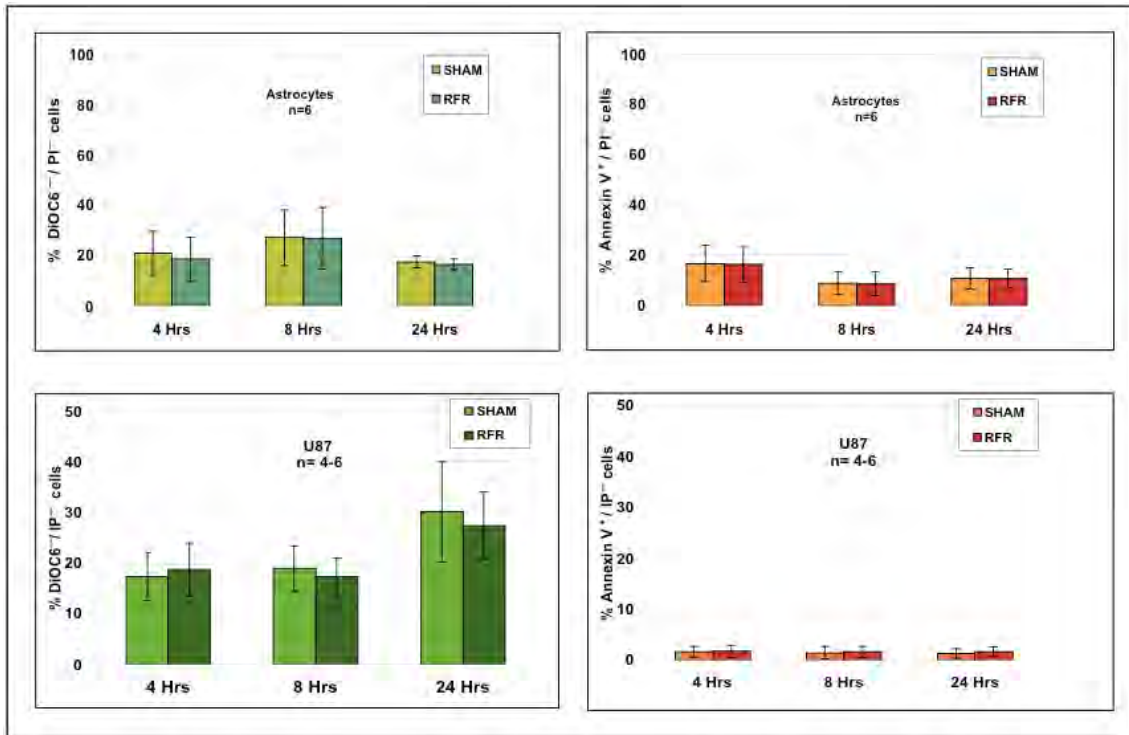 % DiOC6⁻ / PI⁻ cells
100
80
60
40
20
0
Astrocytes
n=6
SHAM
RFR
4 Hrs
8 Hrs
24 Hrs
% Annexin V⁺ / PI⁻ cells
100
80
60
40
20
0
Astrocytes
n=6
SHAM
RFR
4 Hrs
8 Hrs
24 Hrs
% DiOC6⁻/ IP⁻ cells
50
40
30
20
10
0
U87
n= 4-6
SHAM
RFR
4 Hrs
8 Hrs
24 Hrs
% Annexin V⁺ / IP⁻ cells
50
40
30
20
10
0
U87
n= 4-6
SHAM
RFR
4 Hrs
8 Hrs
24 Hrs